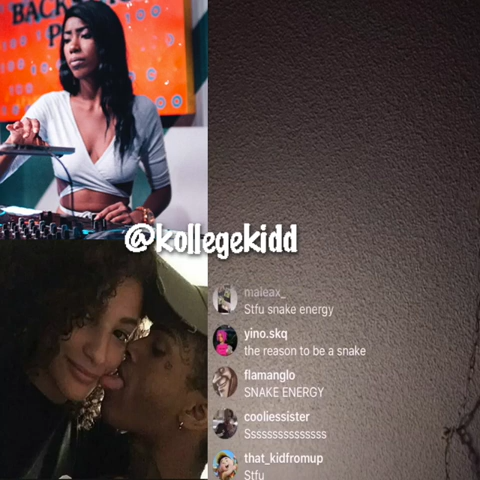 BACKS
P
@kollegekidd
maleax_
Stfu snake energy
yino.skq
the reason to be a snake
flamanglo
SNAKE ENERGY
cooliessister
Sssssssssssssss
that_kidfromup
Stfu